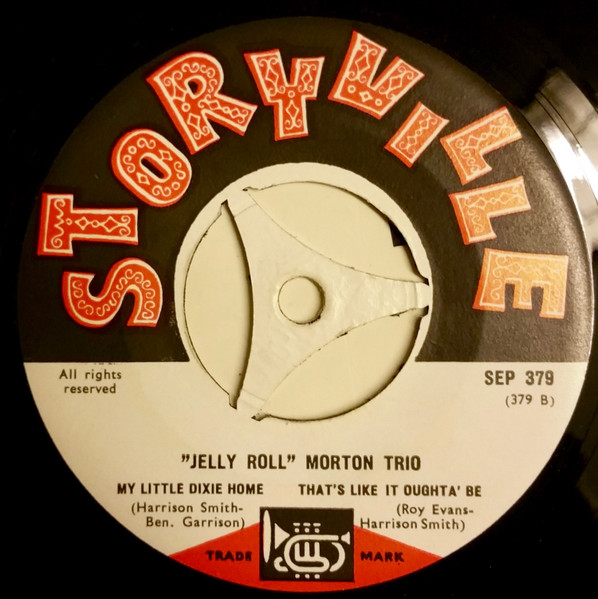 STORYVILLE
All rights
reserved
SEP 379
(379 B)
"JELLY ROLL" MORTON TRIO
MY LITTLE DIXIE HOME
(Harrison Smith-
Ben. Garrison)
THAT'S LIKE IT OUGHTA' BE
(Roy Evans-
Harrison Smith)
TRADE MARK